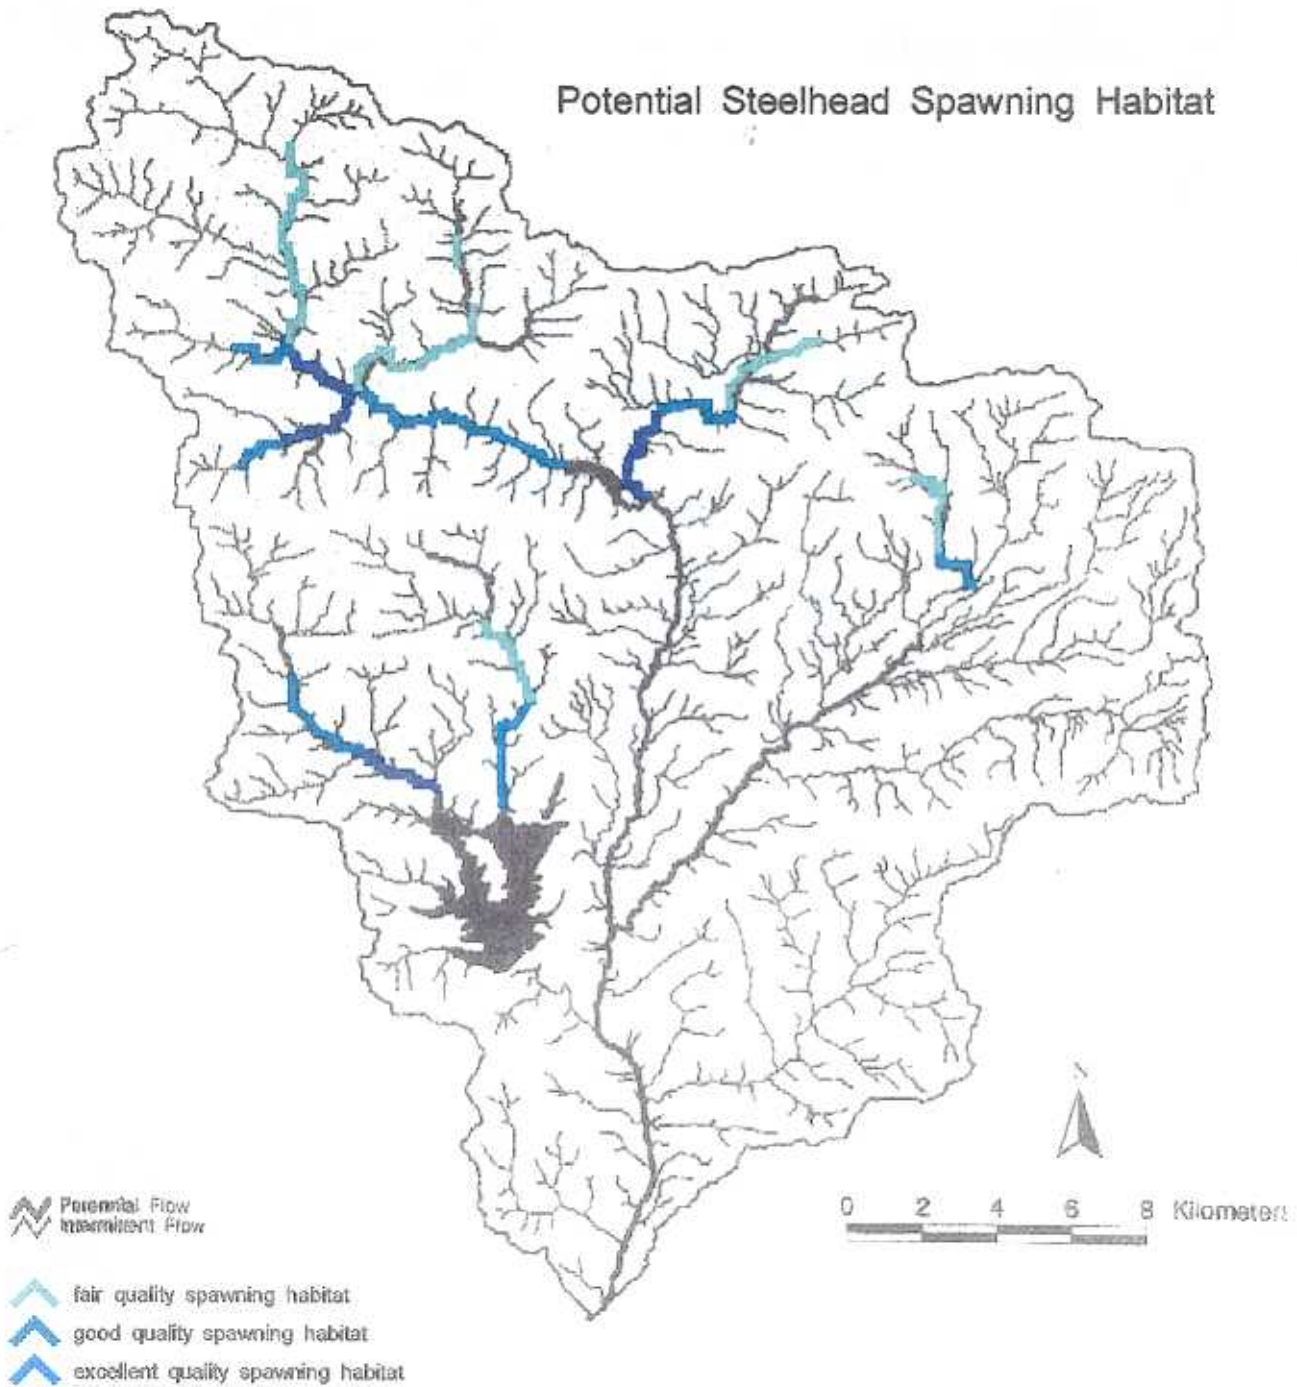 Potential Steelhead Spawning Habitat
N
0 2 4 6 8 Kilometers
Perennial Flow
Intermittent Flow
fair quality spawning habitat
good quality spawning habitat
excellent quality spawning habitat